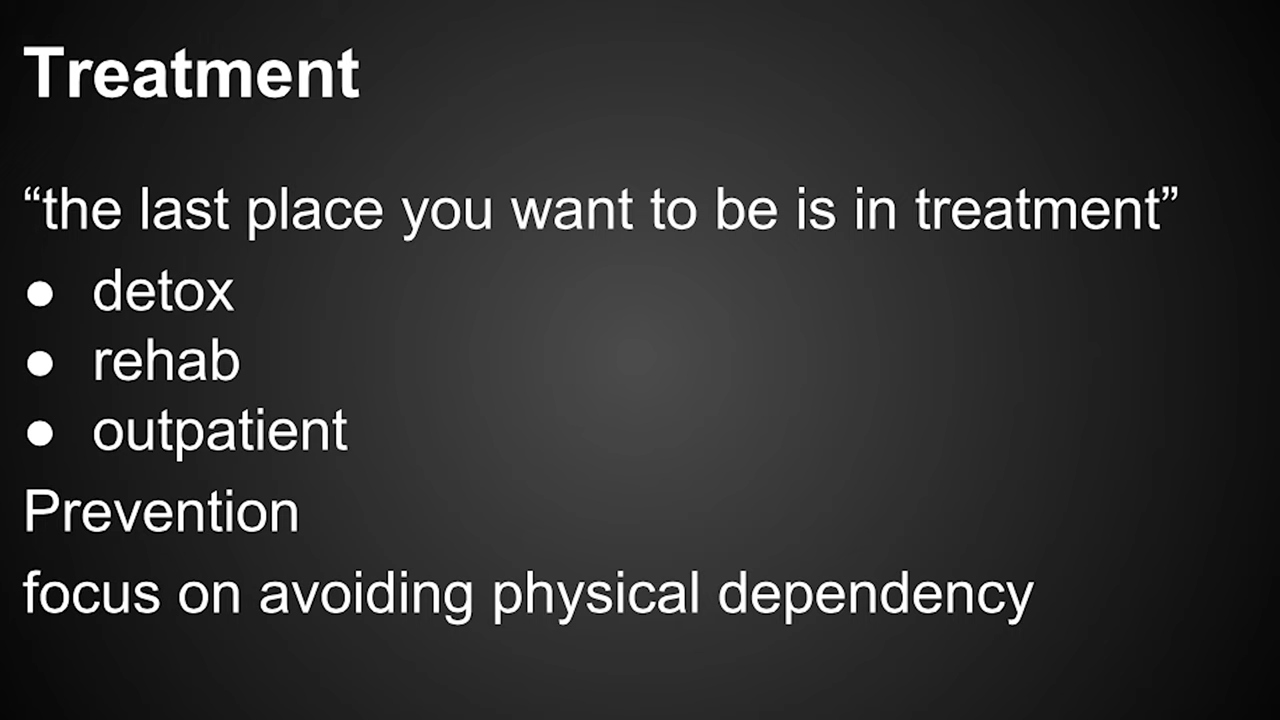 Treatment
“the last place you want to be is in treatment”
● detox
● rehab
● outpatient
Prevention
focus on avoiding physical dependency